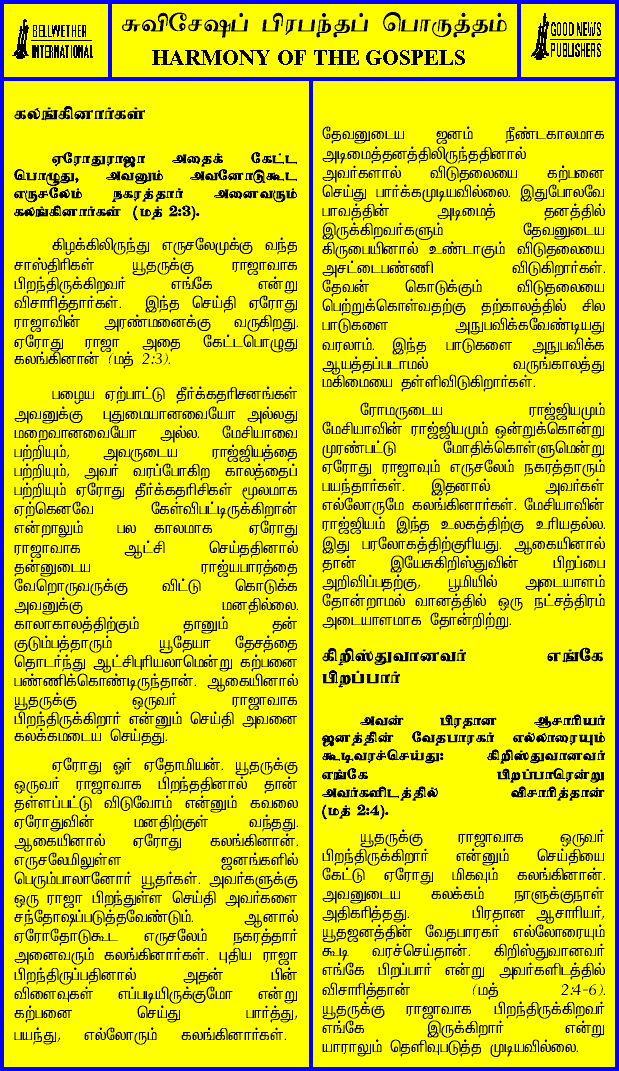 BELLWETHER
INTERNATIONAL
சுவிசேஷப் பிரபந்தப் பொருத்தம்
HARMONY OF THE GOSPELS
GOOD NEWS
PUBLISHERS
கலங்கினார்கள்
ஏரோதுராஜா அதைக் கேட்ட
பொழுது, அவனும் அவனோடுகூட
எருசலேம் நகரத்தார் அனைவரும்
கலங்கினார்கள் (மத் 2:3).
கிழக்கிலிருந்து எருசலேமுக்கு வந்த
சாஸ்திரிகள் யூதருக்கு ராஜாவாக
பிறந்திருக்கிறவர் எங்கே என்று
விசாரித்தார்கள். இந்த செய்தி ஏரோது
ராஜாவின் அரண்மனைக்கு வருகிறது.
ஏரோது ராஜா அதை கேட்டபொழுது
கலங்கினான் (மத் 2:3).
பழைய ஏற்பாட்டு தீர்க்கதரிசனங்கள்
அவனுக்கு புதுமையானவையோ அல்லது
மறைவானவையோ அல்ல. மேசியாவை
பற்றியும், அவருடைய ராஜ்ஜியத்தை
பற்றியும், அவர் வரப்போகிற காலத்தைப்
பற்றியும் ஏரோது தீர்க்கதரிசிகள் மூலமாக
ஏற்கெனவே கேள்விபட்டிருக்கிறான்
என்றாலும் பல காலமாக ஏரோது
ராஜாவாக ஆட்சி செய்ததினால்
தன்னுடைய ராஜ்யபாரத்தை
வேறொருவருக்கு விட்டு கொடுக்க
அவனுக்கு மனதில்லை.
காலாகாலத்திற்கும் தானும் தன்
குடும்பத்தாரும் யூதேயா தேசத்தை
தொடர்ந்து ஆட்சிபுரியலாமென்று கற்பனை
பண்ணிக்கொண்டிருந்தான். ஆகையினால்
யூதருக்கு ஒருவர் ராஜாவாக
பிறந்திருக்கிறார் என்னும் செய்தி அவனை
கலக்கமடைய செய்தது.
ஏரோது ஓர் ஏதோமியன். யூதருக்கு
ஒருவர் ராஜாவாக பிறந்ததினால் தான்
தள்ளப்பட்டு விடுவோம் என்னும் கவலை
ஏரோதுவின் மனதிற்குள் வந்தது.
ஆகையினால் ஏரோது கலங்கினான்.
எருசலேமிலுள்ள ஜனங்களில்
பெரும்பாலானோர் யூதர்கள். அவர்களுக்கு
ஒரு ராஜா பிறந்துள்ள செய்தி அவர்களை
சந்தோஷப்படுத்தவேண்டும். ஆனால்
ஏரோதோடுகூட எருசலேம் நகரத்தார்
அனைவரும் கலங்கினார்கள். புதிய ராஜா
பிறந்திருப்பதினால் அதன் பின்
விளைவுகள் எப்படியிருக்குமோ என்று
கற்பனை செய்து பார்த்து,
பயந்து, எல்லோரும் கலங்கினார்கள்.
தேவனுடைய ஜனம் நீண்டகாலமாக
அடிமைத்தனத்திலிருந்ததினால்
அவர்களால் விடுதலையை கற்பனை
செய்து பார்க்கமுடியவில்லை. இதுபோலவே
பாவத்தின் அடிமைத் தனத்தில்
இருக்கிறவர்களும் தேவனுடைய
கிருபையினால் உண்டாகும் விடுதலையை
அசட்டைபண்ணி விடுகிறார்கள்.
தேவன் கொடுக்கும் விடுதலையை
பெற்றுக்கொள்வதற்கு தற்காலத்தில் சில
பாடுகளை அநுபவிக்கவேண்டியது
வரலாம். இந்த பாடுகளை அநுபவிக்க
ஆயத்தப்படாமல் வருங்காலத்து
மகிமையை தள்ளிவிடுகிறார்கள்.
ரோமருடைய ராஜ்ஜியமும்
மேசியாவின் ராஜ்ஜியமும் ஒன்றுக்கொன்று
முரண்பட்டு மோதிக்கொள்ளுமென்று
ஏரோது ராஜாவும் எருசலேம் நகரத்தாரும்
பயந்தார்கள். இதனால் அவர்கள்
எல்லோருமே கலங்கினார்கள். மேசியாவின்
ராஜ்ஜியம் இந்த உலகத்திற்கு உரியதல்ல.
இது பரலோகத்திற்குரியது. ஆகையினால்
தான் இயேசுகிறிஸ்துவின் பிறப்பை
அறிவிப்பதற்கு, பூமியில் அடையாளம்
தோன்றாமல் வானத்தில் ஒரு நட்சத்திரம்
அடையாளமாக தோன்றிற்று.
கிறிஸ்துவானவர் எங்கே
பிறப்பார்
அவன் பிரதான ஆசாரியர்
ஜனத்தின் வேதபாரகர் எல்லாரையும்
கூடிவரச்செய்து: கிறிஸ்துவானவர்
எங்கே பிறப்பாரென்று
அவர்களிடத்தில் விசாரித்தான்
(மத் 2:4).
யூதருக்கு ராஜாவாக ஒருவர்
பிறந்திருக்கிறார் என்னும் செய்தியை
கேட்டு ஏரோது மிகவும் கலங்கினான்.
அவனுடைய கலக்கம் நாளுக்குநாள்
அதிகரித்தது. பிரதான ஆசாரியர்,
யூதஜனத்தின் வேதபாரகர் எல்லோரையும்
கூடி வரச்செய்தான். கிறிஸ்துவானவர்
எங்கே பிறப்பார் என்று அவர்களிடத்தில்
விசாரித்தான் (மத் 2:4-6).
யூதருக்கு ராஜாவாக பிறந்திருக்கிறவர்
எங்கே இருக்கிறார் என்று
யாராலும் தெளிவுபடுத்த முடியவில்லை.